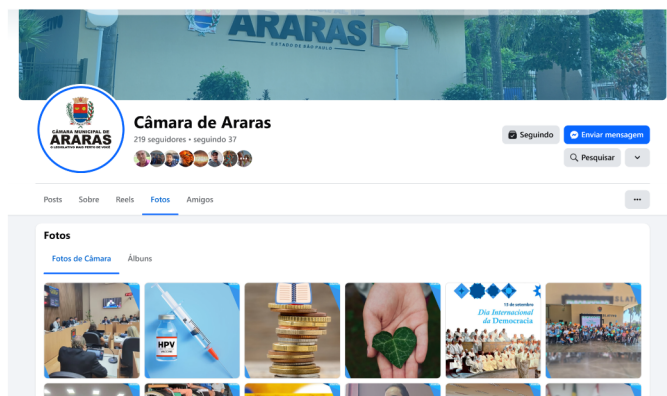 ARARAS
ESTADO DE SÃO PAULO
CÂMARA MUNICIPAL DE
ARARAS
O LEGISLATIVO MAIS PERTO DE VOCÊ
Câmara de Araras
219 seguidores • seguindo 37
Seguindo
Enviar mensagem
Pesquisar
Posts Sobre Reels Fotos Amigos
Fotos
Fotos de Câmara Álbuns
HPV
15 de setembro
Dia Internacional
da Democracia